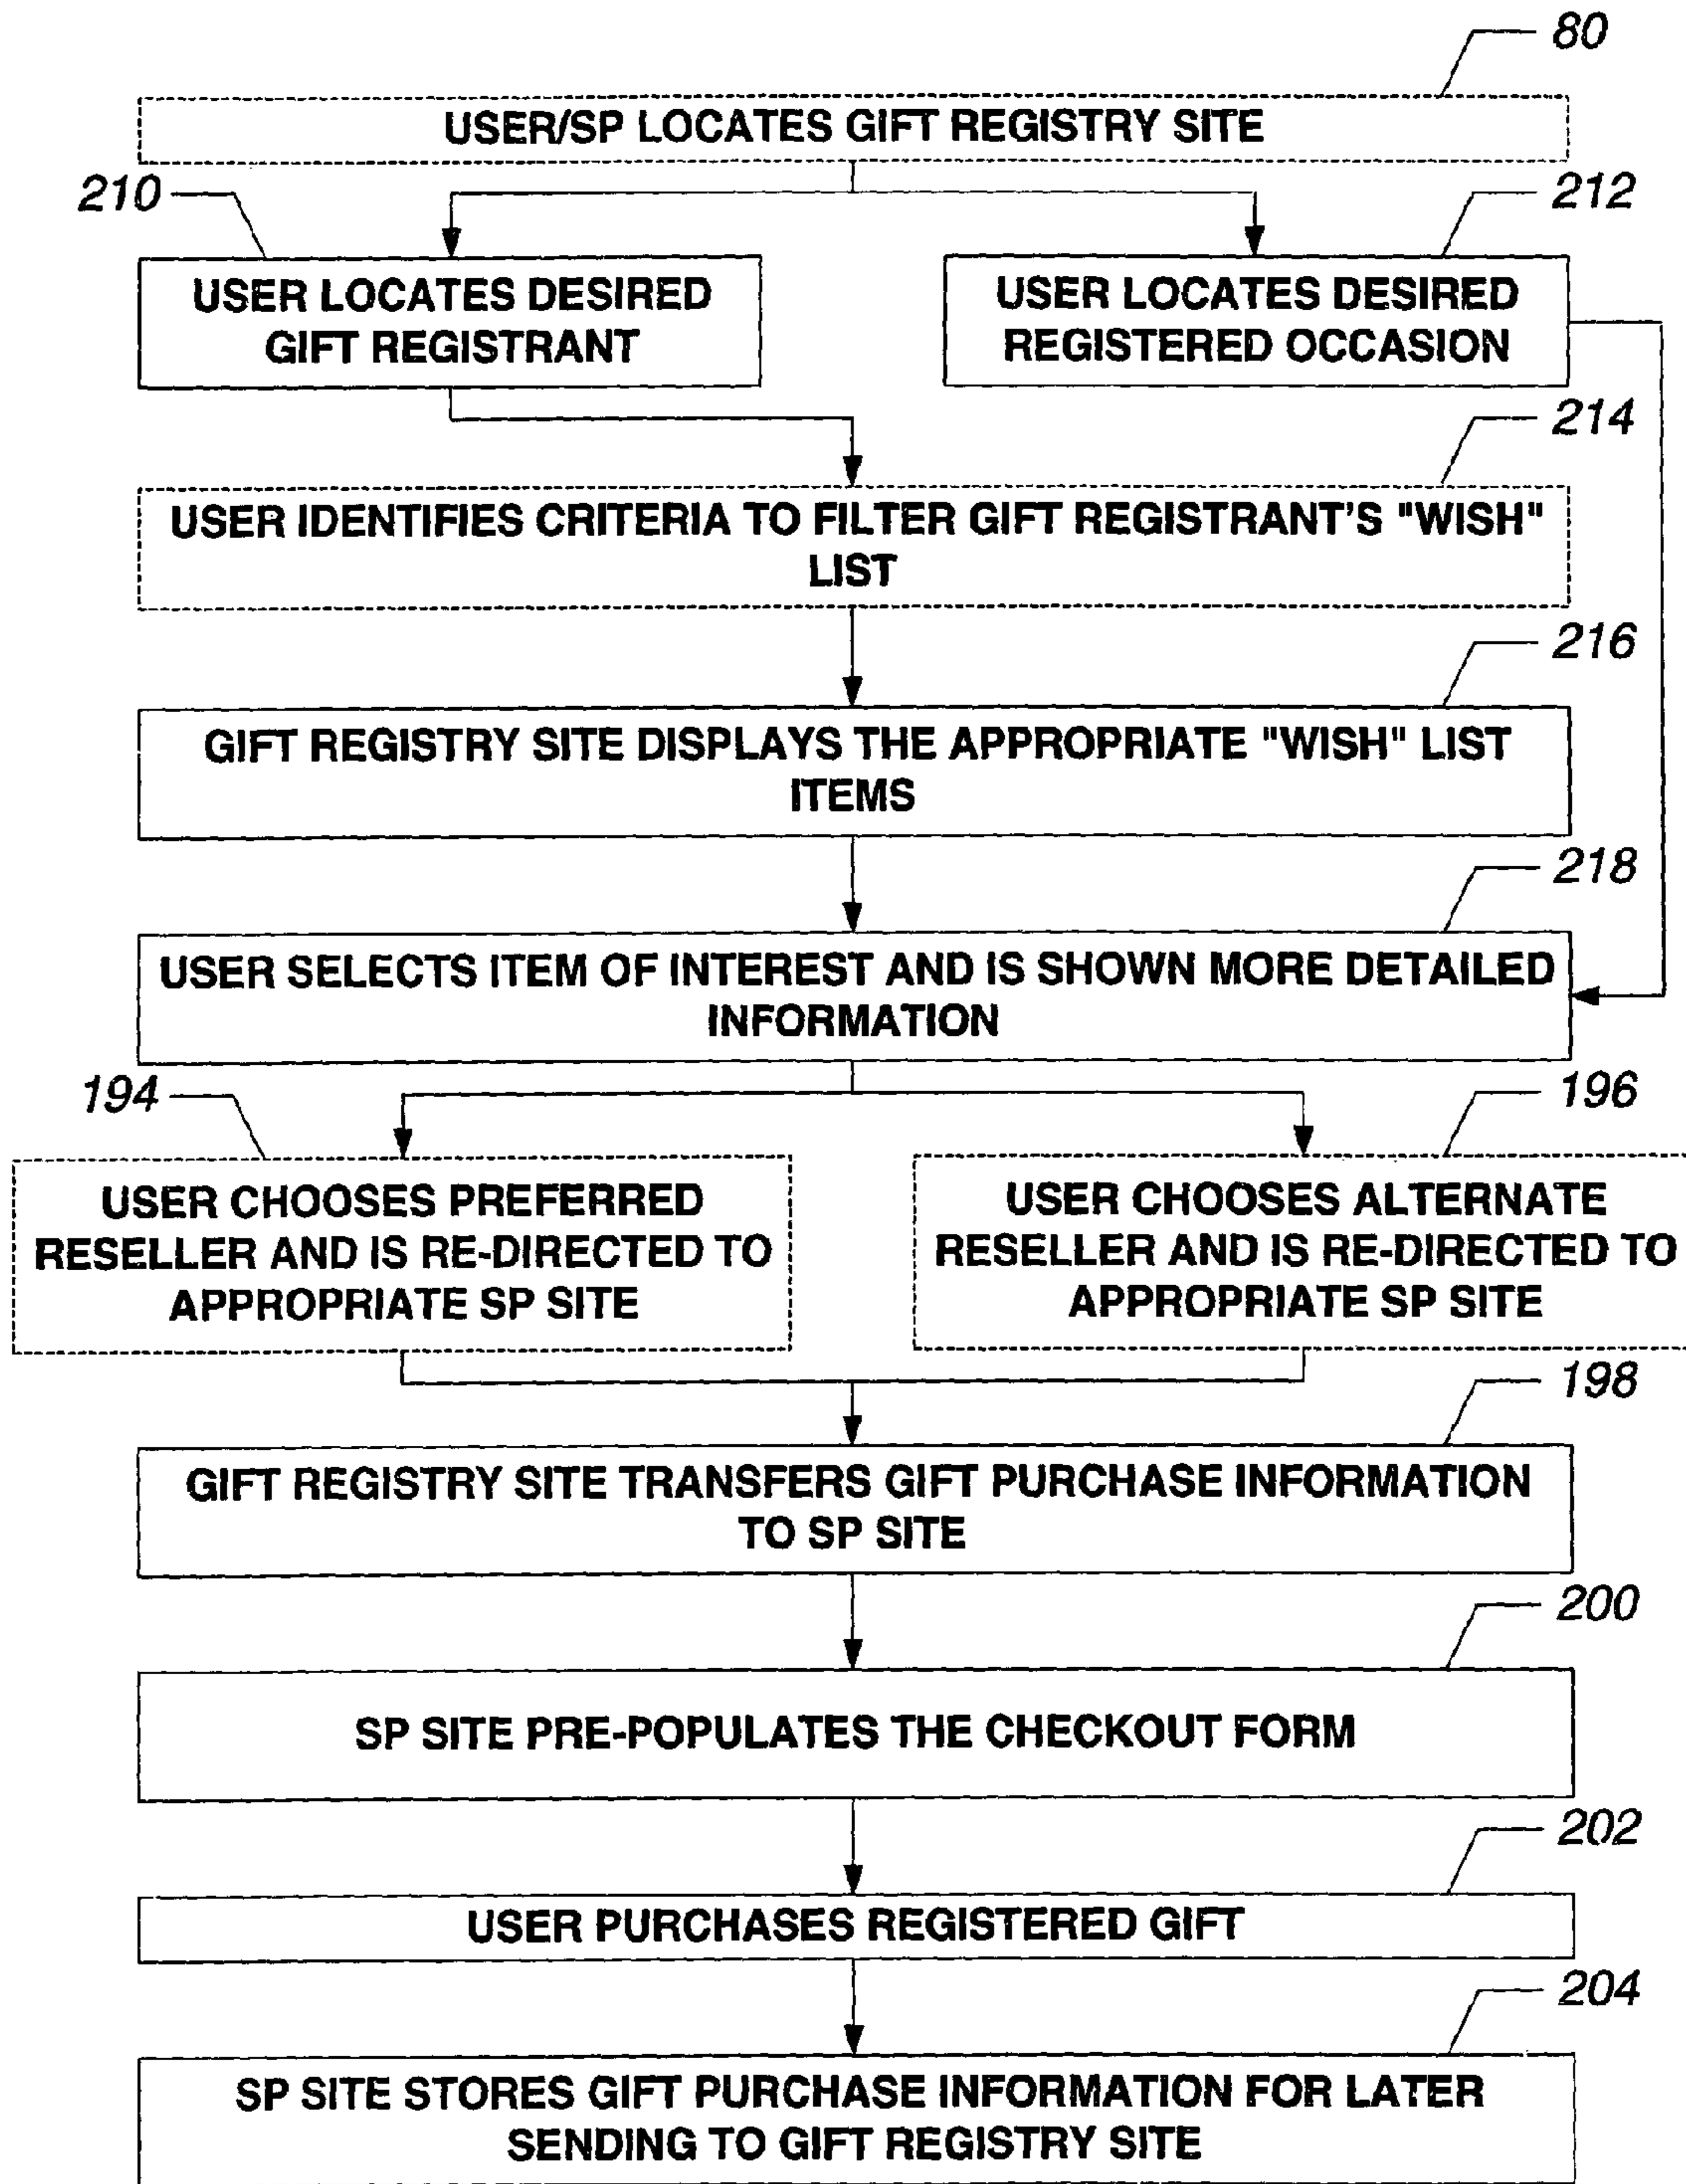 80
USER/SP LOCATES GIFT REGISTRY SITE
210
212
USER LOCATES DESIRED
GIFT REGISTRANT
USER LOCATES DESIRED
REGISTERED OCCASION
214
USER IDENTIFIES CRITERIA TO FILTER GIFT REGISTRANT'S "WISH"
LIST
216
GIFT REGISTRY SITE DISPLAYS THE APPROPRIATE "WISH" LIST
ITEMS
218
USER SELECTS ITEM OF INTEREST AND IS SHOWN MORE DETAILED
INFORMATION
194
196
USER CHOOSES PREFERRED
RESELLER AND IS RE-DIRECTED TO
APPROPRIATE SP SITE
USER CHOOSES ALTERNATE
RESELLER AND IS RE-DIRECTED TO
APPROPRIATE SP SITE
198
GIFT REGISTRY SITE TRANSFERS GIFT PURCHASE INFORMATION
TO SP SITE
200
SP SITE PRE-POPULATES THE CHECKOUT FORM
202
USER PURCHASES REGISTERED GIFT
204
SP SITE STORES GIFT PURCHASE INFORMATION FOR LATER
SENDING TO GIFT REGISTRY SITE